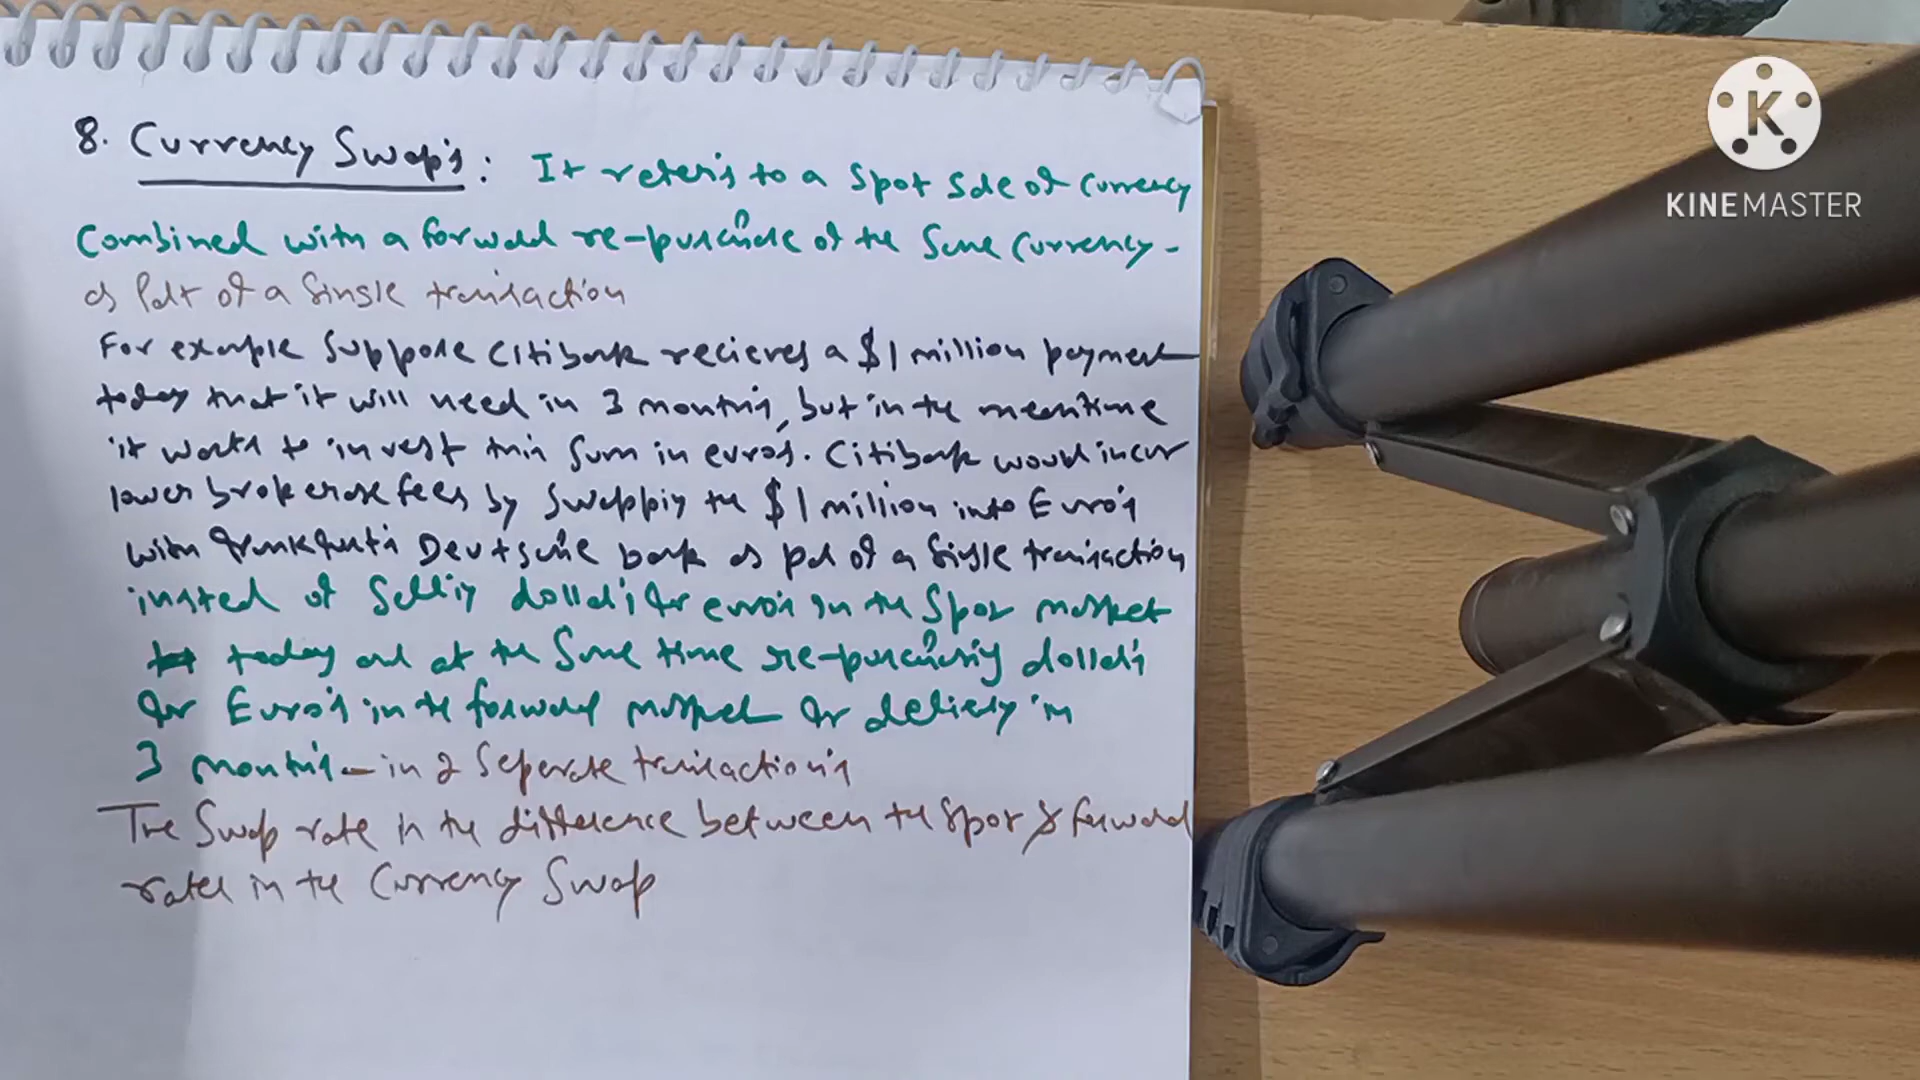 8. Currency Swap's : It refers to a spot sale of currency
Combined with a forward re-purchase of the same currency -
as part of a single transaction
For example suppose Citibank recieves a $1 million payment
today that it will need in 3 months, but in the meantime
it wants to invest this sum in euros. Citibank would incur
lower brokerage fees by swapping the $1 million into Euro's
with Frankfurt's Deutsche bank as part of a single transaction
insted of selling dollar's for euro's in the spot market
today and at the same time re-purchasing dollar's
for Euro's in the forward market for delivery in
3 months - in 2 seperate transaction's
The Swap rate is the difference between the spot & forward
rates in the Currency Swap
K
KINEMASTER